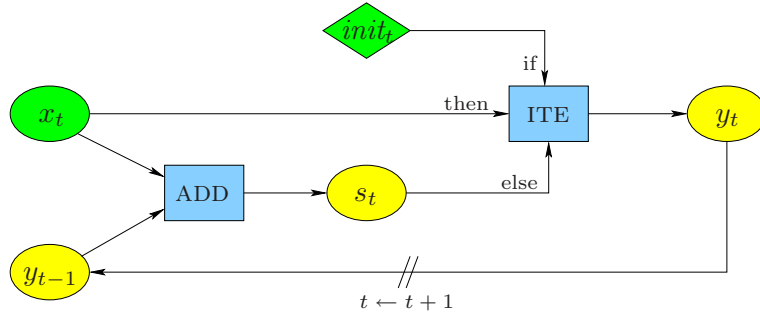 init_t
if
x_t
then
ITE
y_t
ADD
s_t
else
y_{t−1}
t ← t + 1